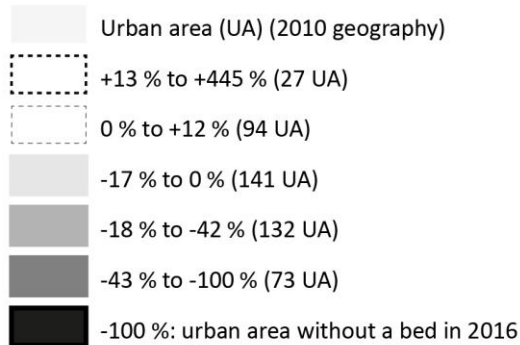 Urban area (UA) (2010 geography)
+13 % to +445 % (27 UA)
0 % to +12 % (94 UA)
-17 % to 0 % (141 UA)
-18 % to -42 % (132 UA)
-43 % to -100 % (73 UA)
-100 %: urban area without a bed in 2016